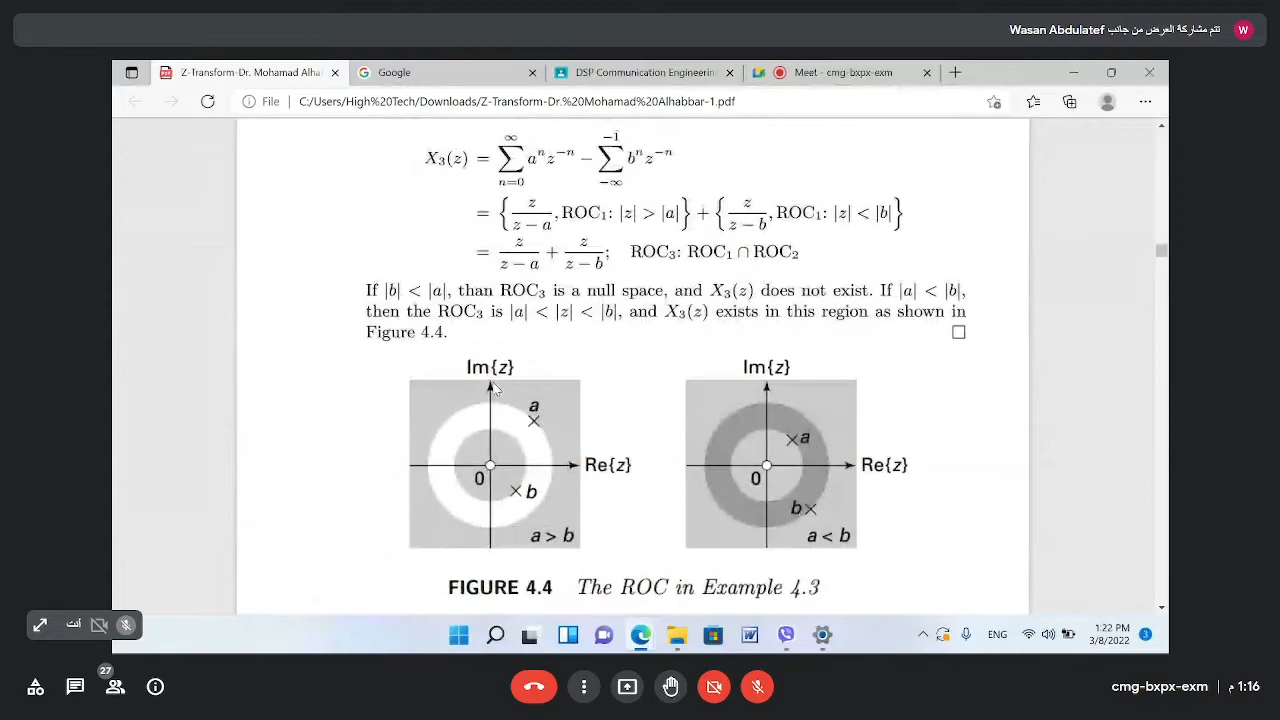 تتم مشاركة العرض من جانب Wasan Abdulatef
W
Z-Transform-Dr. Mohamad Alha
Google
DSP Communication Engineerin
Meet - cmg-bxpx-exm
File
C:/Users/High%20Tech/Downloads/Z-Transform-Dr.%20Mohamad%20Alhabbar-1.pdf
X₃(z) = ∑_{n=0}^{∞} aⁿz⁻ⁿ − ∑_{−∞}^{−1} bⁿz⁻ⁿ
= { z/(z − a), ROC₁: |z| > |a| } + { z/(z − b), ROC₁: |z| < |b| }
= z/(z − a) + z/(z − b); ROC₃: ROC₁ ∩ ROC₂
If |b| < |a|, than ROC₃ is a null space, and X₃(z) does not exist. If |a| < |b|,
then the ROC₃ is |a| < |z| < |b|, and X₃(z) exists in this region as shown in
Figure 4.4. □
Im{z}
a
Re{z}
0
b
a > b
Im{z}
a
Re{z}
0
b
a < b
FIGURE 4.4 The ROC in Example 4.3
أنت
ENG
1:22 PM
3/8/2022
3
27
cmg-bxpx-exm
1:16 م